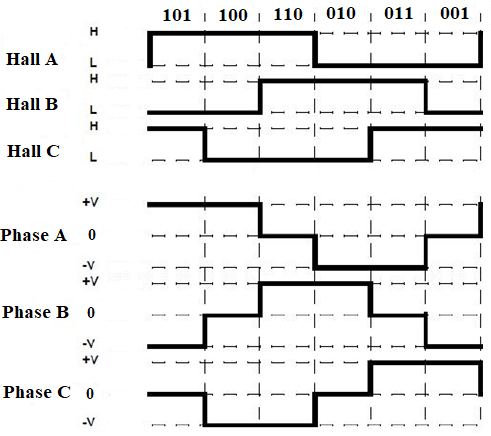 101 100 110 010 011 001
H
Hall A
L
H
Hall B
L
H
Hall C
L
+V
Phase A 0
-V
+V
Phase B 0
-V
+V
Phase C 0
-V